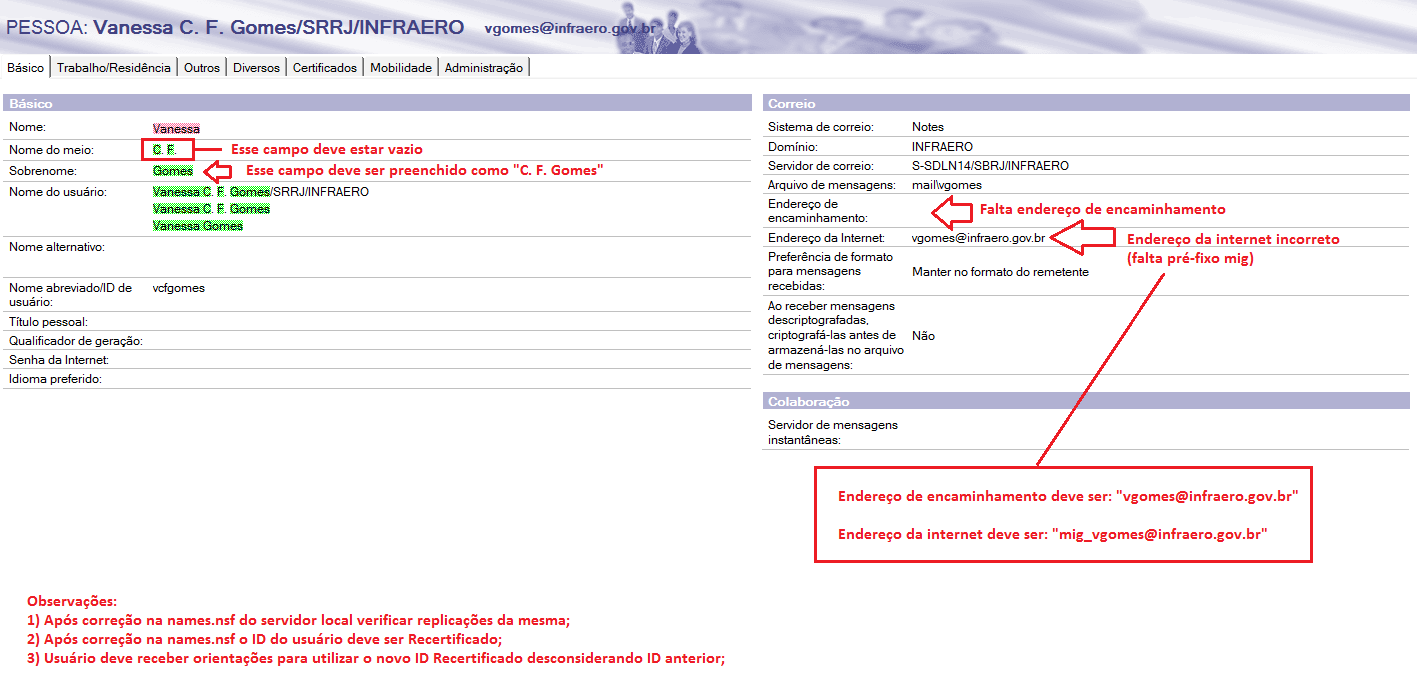 PESSOA: Vanessa C. F. Gomes/SRRJ/INFRAERO vgomes@infraero.gov.br
Básico Trabalho/Residência Outros Diversos Certificados Mobilidade Administração
Básico
Nome: Vanessa
Nome do meio: C. F. Esse campo deve estar vazio
Sobrenome: Gomes Esse campo deve ser preenchido como "C. F. Gomes"
Nome do usuário: Vanessa C. F. Gomes/SRRJ/INFRAERO
Vanessa C. F. Gomes
Vanessa Gomes
Nome alternativo:
Nome abreviado/ID de vcfgomes
usuário:
Título pessoal:
Qualificador de geração:
Senha da Internet:
Idioma preferido:
Correio
Sistema de correio: Notes
Domínio: INFRAERO
Servidor de correio: S-SDLN14/SBRJ/INFRAERO
Arquivo de mensagens: mail\vgomes
Endereço de
encaminhamento: Falta endereço de encaminhamento
Endereço da Internet: vgomes@infraero.gov.br Endereço da internet incorreto
(falta pré-fixo mig)
Preferência de formato
para mensagens Manter no formato do remetente
recebidas:
Ao receber mensagens
descriptografadas,
criptografá-las antes de Não
armazená-las no arquivo
de mensagens:
Colaboração
Servidor de mensagens
instantâneas:
Endereço de encaminhamento deve ser: "vgomes@infraero.gov.br"
Endereço da internet deve ser: "mig_vgomes@infraero.gov.br"
Observações:
1) Após correção na names.nsf do servidor local verificar replicações da mesma;
2) Após correção na names.nsf o ID do usuário deve ser Recertificado;
3) Usuário deve receber orientações para utilizar o novo ID Recertificado desconsiderando ID anterior;